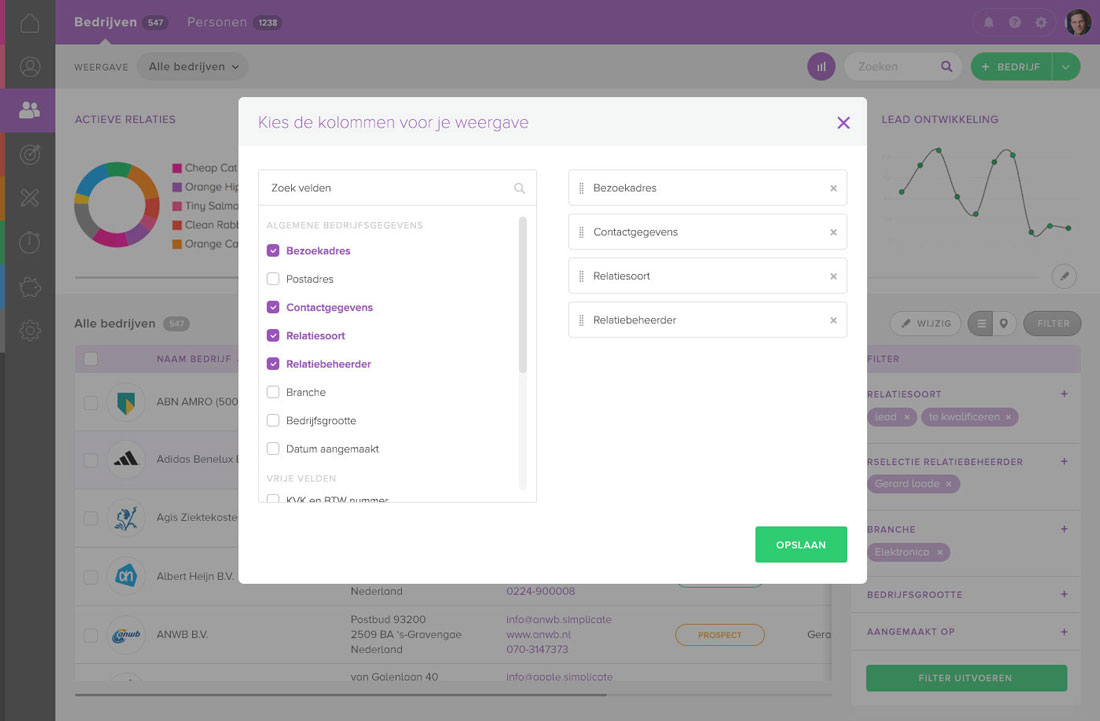 Bedrijven 547 Personen 1238
WEERGAVE Alle bedrijven Zoeken + BEDRIJF
ACTIEVE RELATIES
LEAD ONTWIKKELING
Cheap Cat
Orange Hip
Tiny Salmo
Clean Rabb
Orange Ca
Kies de kolommen voor je weergave
Zoek velden
ALGEMENE BEDRIJFSGEGEVENS
Bezoekadres
Postadres
Contactgegevens
Relatiesoort
Relatiebeheerder
Branche
Bedrijfsgrootte
Datum aangemaakt
VRIJE VELDEN
KVK en BTW nummer
Bezoekadres
Contactgegevens
Relatiesoort
Relatiebeheerder
OPSLAAN
Alle bedrijven 547
WIJZIG FILTER
NAAM BEDRIJF
ABN AMRO (500
Adidas Benelux
Agis Ziektekoste
Albert Heijn B.V.
Nederland 0224-900008
ANWB B.V.
Postbud 93200 info@anwb.simplicate
2509 BA 's-Gravengae www.anwb.nl PROSPECT Gera
Nederland 070-3147373
van Galenlaan 40 info@apple.simplicate
FILTER
RELATIESOORT +
lead × te kwalificeren ×
RSELECTIE RELATIEBEHEERDER +
Gerard loode ×
BRANCHE +
Elektronica ×
BEDRIJFSGROOTTE +
AANGEMAAKT OP +
FILTER UITVOEREN